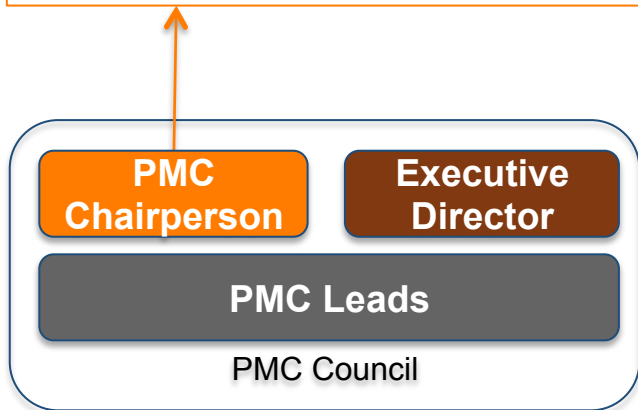 PMC
Chairperson
Executive
Director
PMC Leads
PMC Council